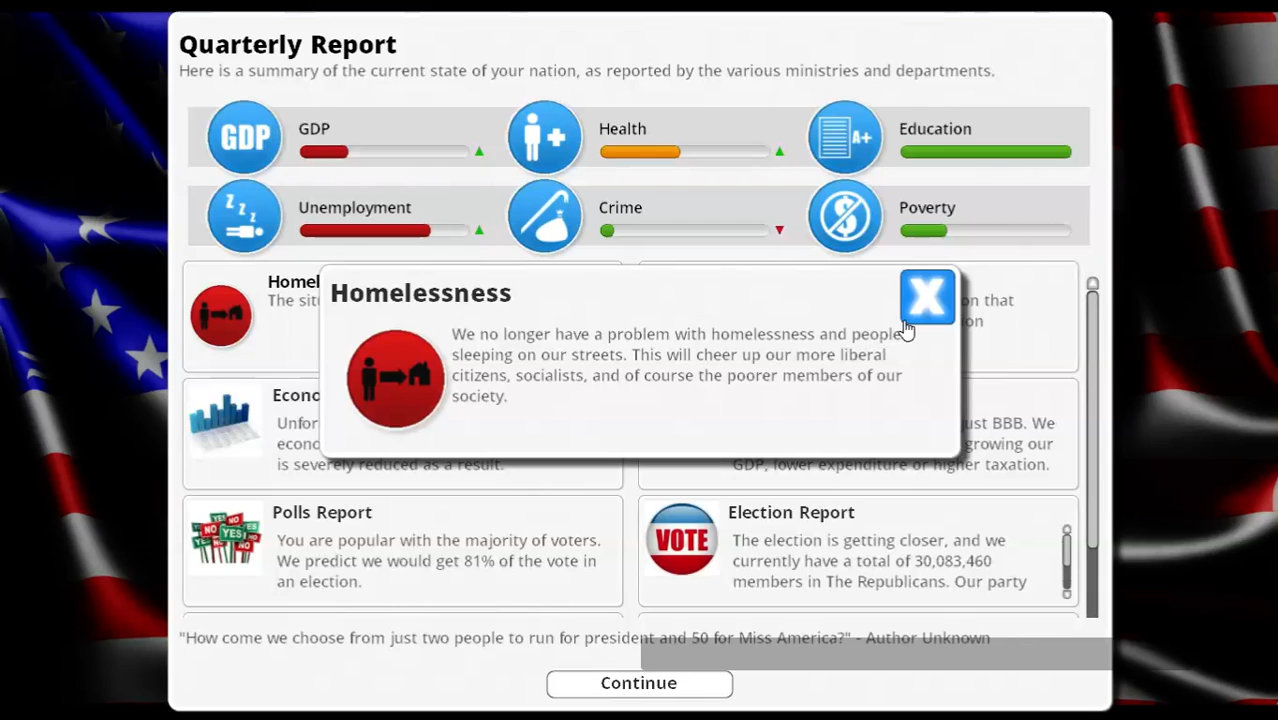 Quarterly Report
Here is a summary of the current state of your nation, as reported by the various ministries and departments.
GDP
GDP
Health
A+
Education
Z Z Z
Unemployment
Crime
$
Poverty
The
on that
on
Homelessness
X
We no longer have a problem with homelessness and people
sleeping on our streets. This will cheer up our more liberal
citizens, socialists, and of course the poorer members of our
society.
is severely reduced as a result.
just BBB. We
growing our
GDP, lower expenditure or higher taxation.
Polls Report
NO YES NO
You are popular with the majority of voters.
We predict we would get 81% of the vote in
an election.
VOTE
Election Report
The election is getting closer, and we
currently have a total of 30,083,460
members in The Republicans. Our party
"How come we choose from just two people to run for president and 50 for Miss America?" - Author Unknown
Continue